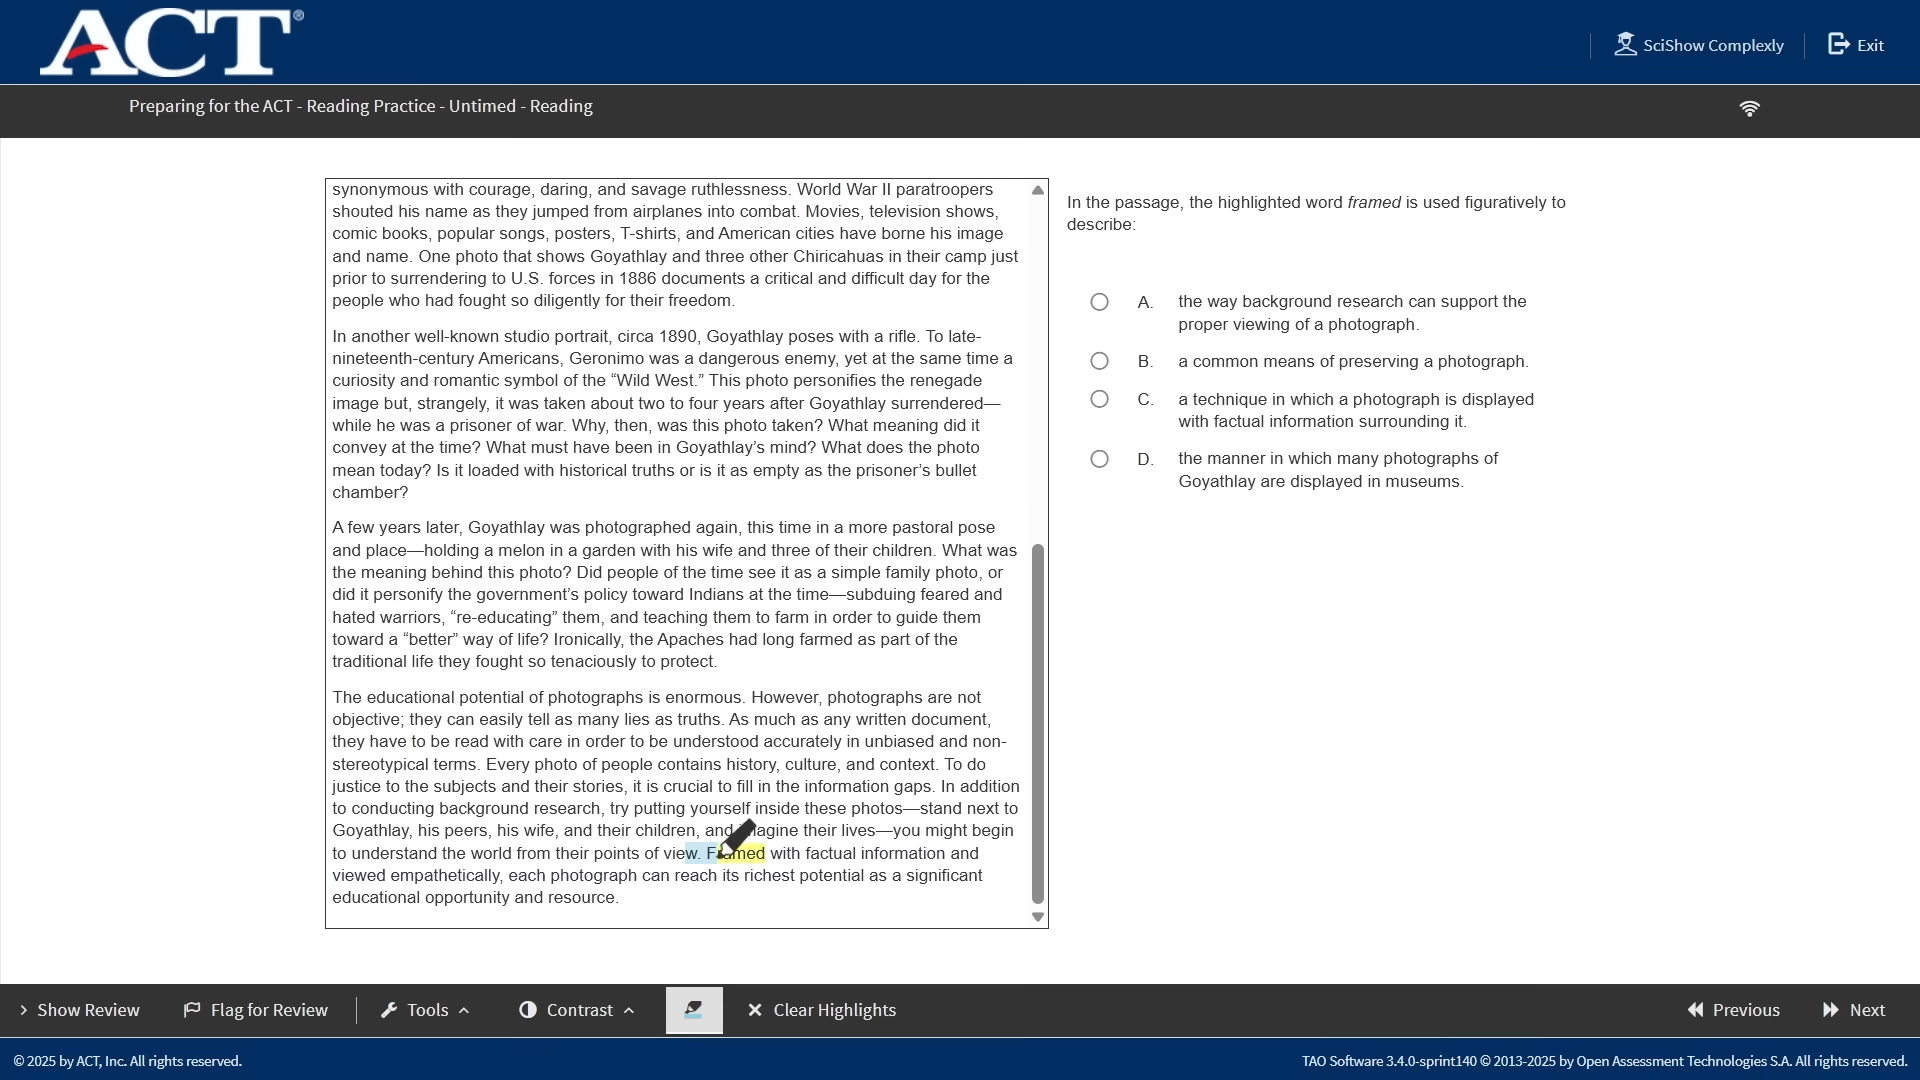 ACT®
SciShow Complexly
Exit
Preparing for the ACT - Reading Practice - Untimed - Reading
synonymous with courage, daring, and savage ruthlessness. World War II paratroopers
shouted his name as they jumped from airplanes into combat. Movies, television shows,
comic books, popular songs, posters, T-shirts, and American cities have borne his image
and name. One photo that shows Goyathlay and three other Chiricahuas in their camp just
prior to surrendering to U.S. forces in 1886 documents a critical and difficult day for the
people who had fought so diligently for their freedom.
In another well-known studio portrait, circa 1890, Goyathlay poses with a rifle. To late-
nineteenth-century Americans, Geronimo was a dangerous enemy, yet at the same time a
curiosity and romantic symbol of the “Wild West.” This photo personifies the renegade
image but, strangely, it was taken about two to four years after Goyathlay surrendered—
while he was a prisoner of war. Why, then, was this photo taken? What meaning did it
convey at the time? What must have been in Goyathlay’s mind? What does the photo
mean today? Is it loaded with historical truths or is it as empty as the prisoner’s bullet
chamber?
A few years later, Goyathlay was photographed again, this time in a more pastoral pose
and place—holding a melon in a garden with his wife and three of their children. What was
the meaning behind this photo? Did people of the time see it as a simple family photo, or
did it personify the government’s policy toward Indians at the time—subduing feared and
hated warriors, “re-educating” them, and teaching them to farm in order to guide them
toward a “better” way of life? Ironically, the Apaches had long farmed as part of the
traditional life they fought so tenaciously to protect.
The educational potential of photographs is enormous. However, photographs are not
objective; they can easily tell as many lies as truths. As much as any written document,
they have to be read with care in order to be understood accurately in unbiased and non-
stereotypical terms. Every photo of people contains history, culture, and context. To do
justice to the subjects and their stories, it is crucial to fill in the information gaps. In addition
to conducting background research, try putting yourself inside these photos—stand next to
Goyathlay, his peers, his wife, and their children, and imagine their lives—you might begin
to understand the world from their points of view. Framed with factual information and
viewed empathetically, each photograph can reach its richest potential as a significant
educational opportunity and resource.
In the passage, the highlighted word framed is used figuratively to
describe:
A. the way background research can support the
proper viewing of a photograph.
B. a common means of preserving a photograph.
C. a technique in which a photograph is displayed
with factual information surrounding it.
D. the manner in which many photographs of
Goyathlay are displayed in museums.
Show Review
Flag for Review
Tools
Contrast
Clear Highlights
Previous
Next
© 2025 by ACT, Inc. All rights reserved.
TAO Software 3.4.0-sprint140 © 2013-2025 by Open Assessment Technologies S.A. All rights reserved.